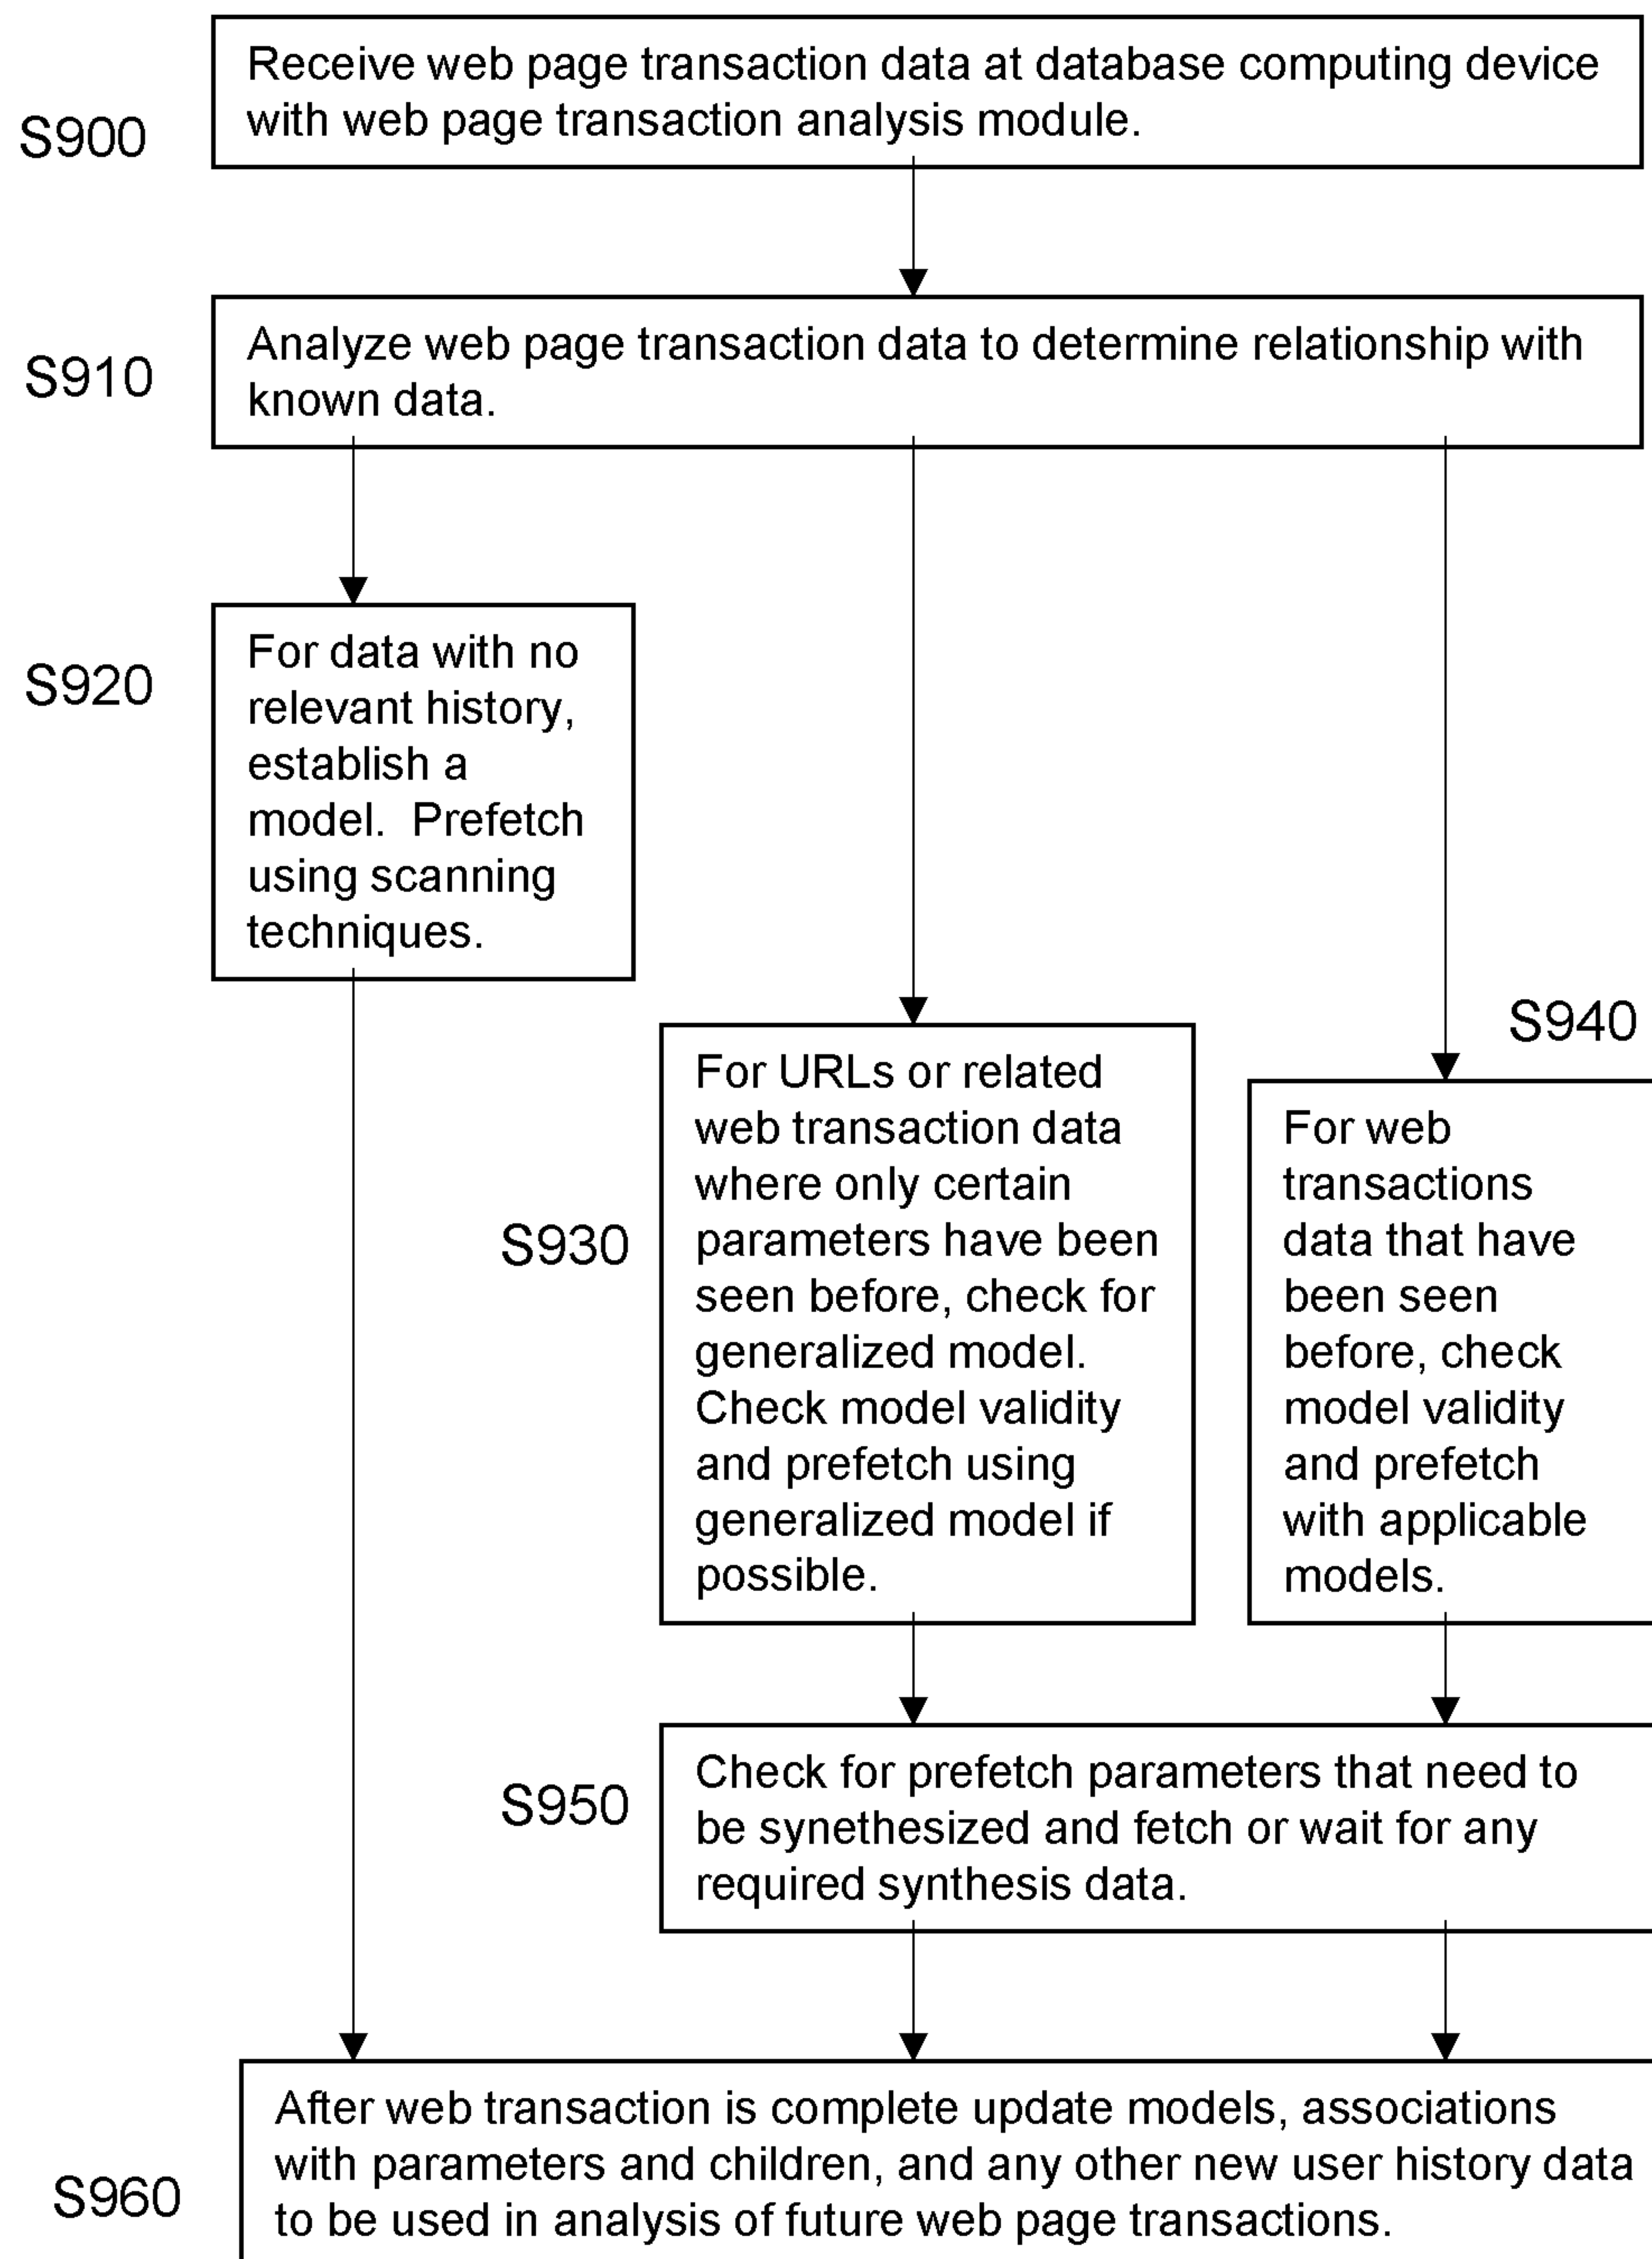 S900
Receive web page transaction data at database computing device
with web page transaction analysis module.
S910
Analyze web page transaction data to determine relationship with
known data.
S920
For data with no
relevant history,
establish a
model. Prefetch
using scanning
techniques.
S930
For URLs or related
web transaction data
where only certain
parameters have been
seen before, check for
generalized model.
Check model validity
and prefetch using
generalized model if
possible.
S940
For web
transactions
data that have
been seen
before, check
model validity
and prefetch
with applicable
models.
S950
Check for prefetch parameters that need to
be synethesized and fetch or wait for any
required synthesis data.
S960
After web transaction is complete update models, associations
with parameters and children, and any other new user history data
to be used in analysis of future web page transactions.